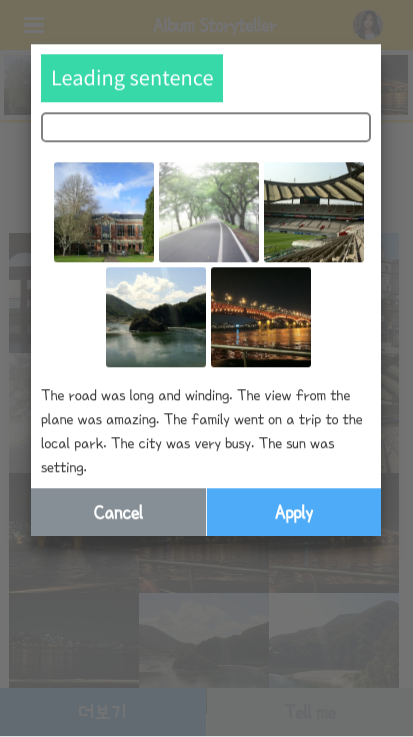 Album Storyteller
Leading sentence
The road was long and winding. The view from the
plane was amazing. The family went on a trip to the
local park. The city was very busy. The sun was
setting.
Cancel
Apply
더보기
Tell me